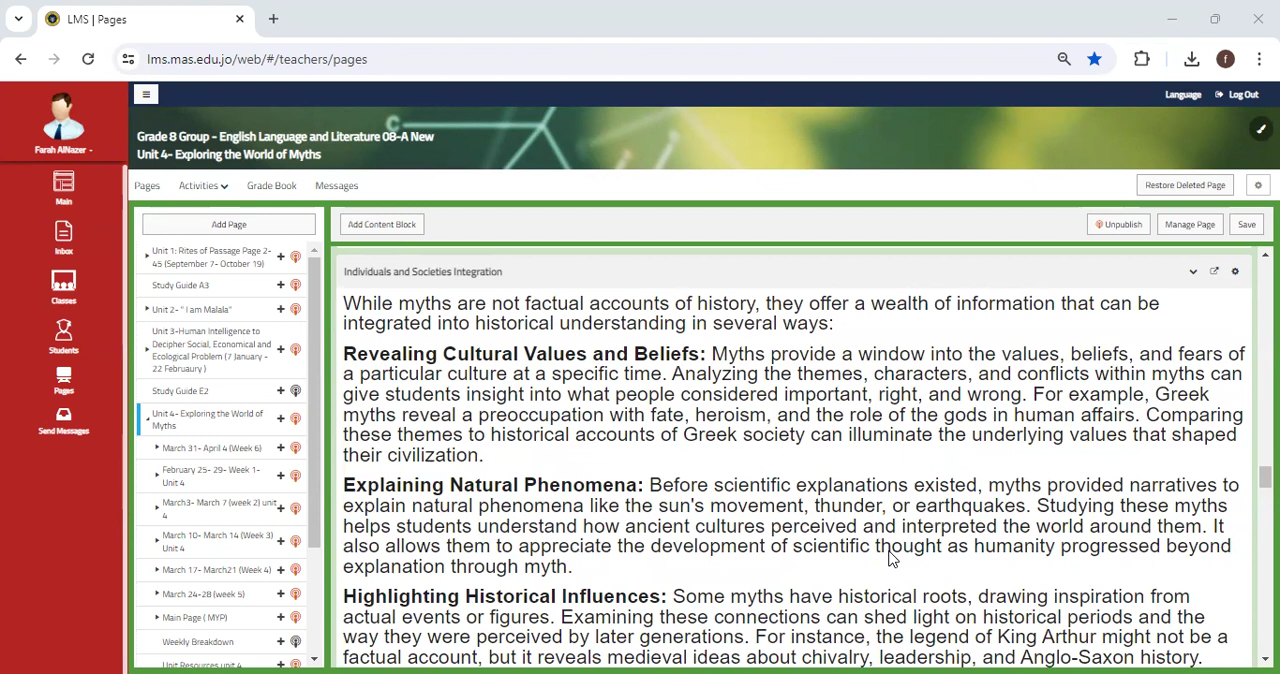 LMS | Pages
lms.mas.edu.jo/web/#/teachers/pages
f
Language
Log Out
Farah AlNazer
Grade 8 Group - English Language and Literature 08-A New
Unit 4- Exploring the World of Myths
Pages
Activities
Grade Book
Messages
Restore Deleted Page
Main
Inbox
Classes
Students
Pages
Send Messages
Add Page
Unit 1: Rites of Passage Page 2-
45 (September 7- October 19)
Study Guide A3
Unit 2- " I am Malala"
Unit 3-Human Intelligence to
Decipher Social, Economical and
Ecological Problem (7 January -
22 Febrauary )
Study Guide E2
Unit 4- Exploring the World of
Myths
March 31- April 4 (Week 6)
February 25- 29- Week 1-
Unit 4
March3- March 7 (week 2) unit
4
March 10- March 14 (Week 3)
Unit 4
March 17- March21 (Week 4)
March 24-28 (week 5)
Main Page ( MYP)
Weekly Breakdown
Unit Resources unit 4
Add Content Block
Unpublish
Manage Page
Save
Individuals and Societies Integration
While myths are not factual accounts of history, they offer a wealth of information that can be
integrated into historical understanding in several ways:
Revealing Cultural Values and Beliefs: Myths provide a window into the values, beliefs, and fears of
a particular culture at a specific time. Analyzing the themes, characters, and conflicts within myths can
give students insight into what people considered important, right, and wrong. For example, Greek
myths reveal a preoccupation with fate, heroism, and the role of the gods in human affairs. Comparing
these themes to historical accounts of Greek society can illuminate the underlying values that shaped
their civilization.
Explaining Natural Phenomena: Before scientific explanations existed, myths provided narratives to
explain natural phenomena like the sun's movement, thunder, or earthquakes. Studying these myths
helps students understand how ancient cultures perceived and interpreted the world around them. It
also allows them to appreciate the development of scientific thought as humanity progressed beyond
explanation through myth.
Highlighting Historical Influences: Some myths have historical roots, drawing inspiration from
actual events or figures. Examining these connections can shed light on historical periods and the
way they were perceived by later generations. For instance, the legend of King Arthur might not be a
factual account, but it reveals medieval ideas about chivalry, leadership, and Anglo-Saxon history.